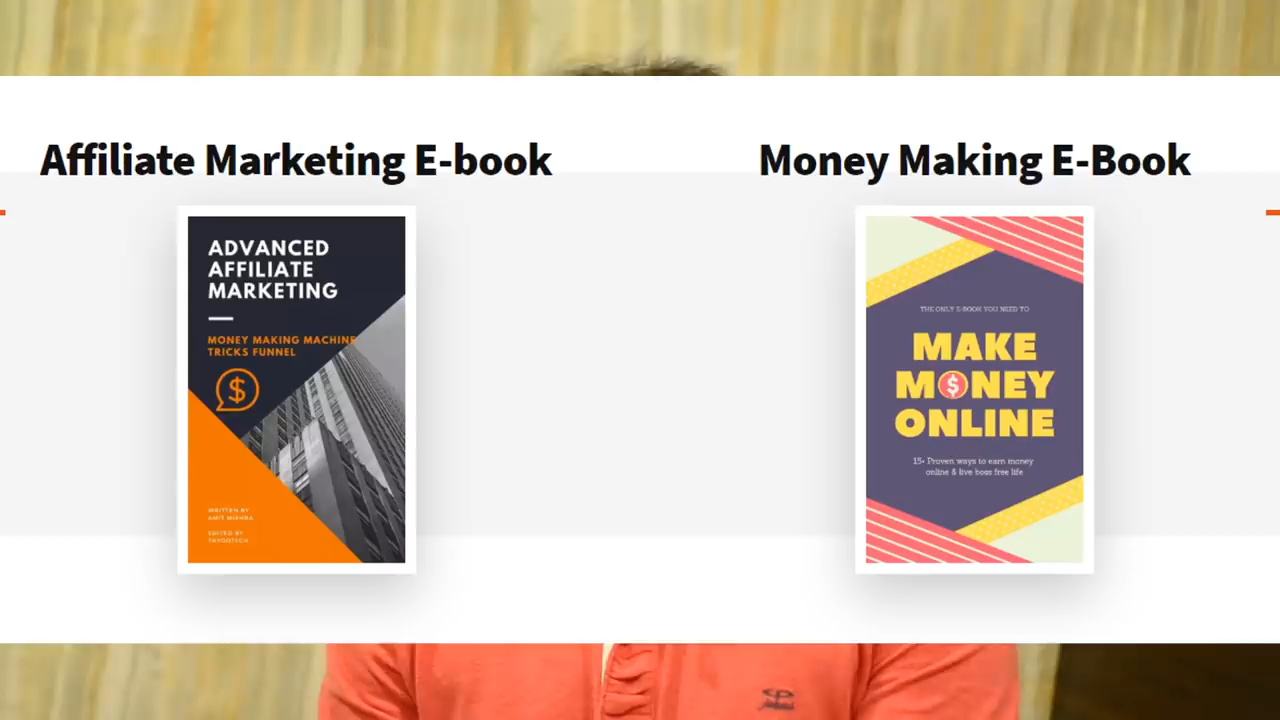 Affiliate Marketing E-book
ADVANCED
AFFILIATE
MARKETING
MONEY MAKING MACHINE
TRICKS FUNNEL
$
WRITTEN BY
AMIT MISHRA
EDITED BY
TRYOOTECH
Money Making E-Book
THE ONLY E-BOOK YOU NEED TO
MAKE
M$NEY
ONLINE
15+ Proven ways to earn money
online & live boss free life